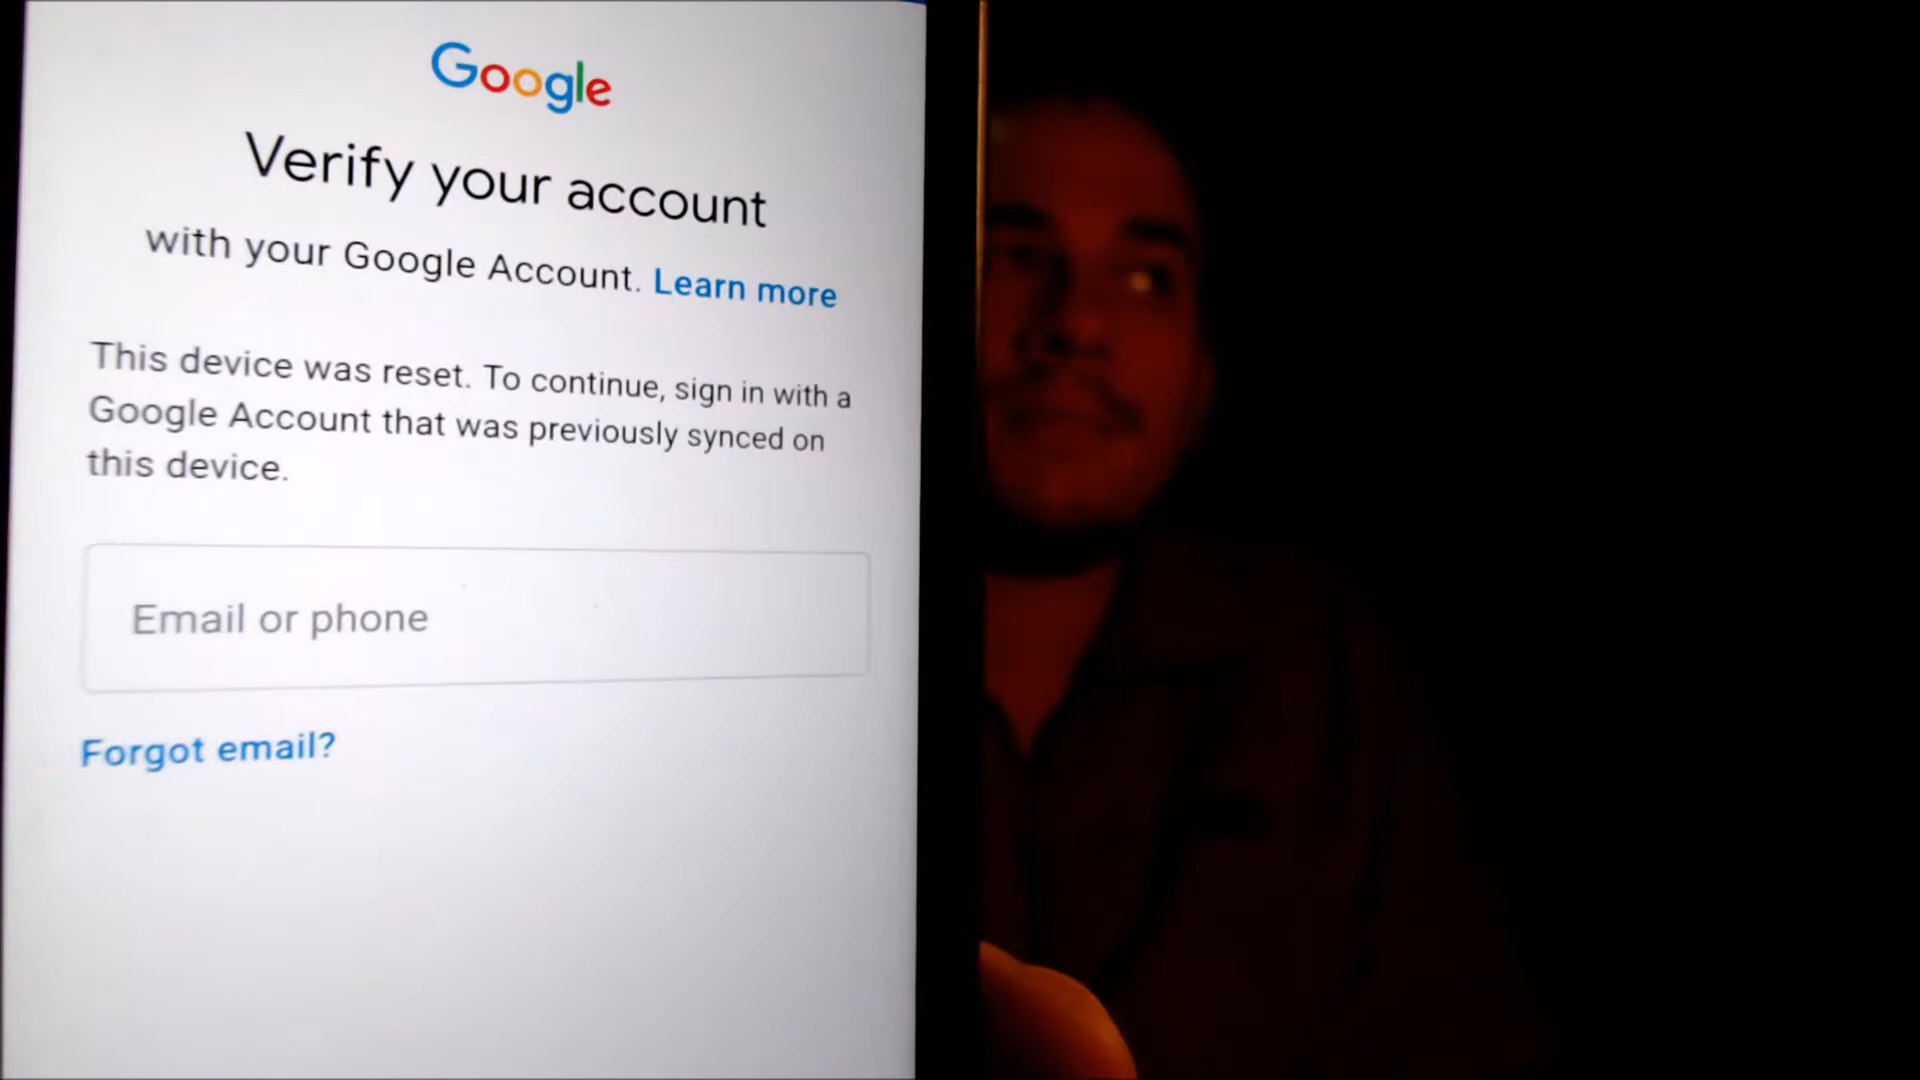 Google
Verify your account
with your Google Account. Learn more
This device was reset. To continue, sign in with a
Google Account that was previously synced on
this device.
Email or phone
Forgot email?